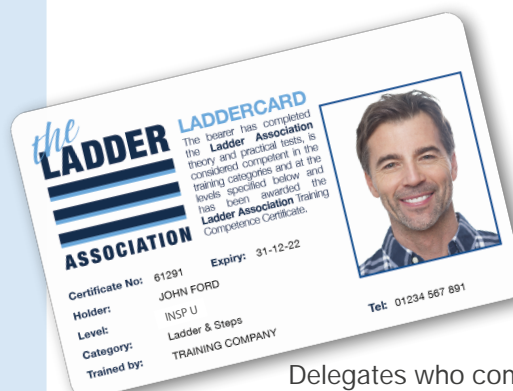 the
LADDER
ASSOCIATION
LADDERCARD
The bearer has completed
the Ladder Association
theory and practical tests, is
considered competent in the
training categories and at the
levels specified below and
has been awarded the
Ladder Association Training
Competence Certificate.
Certificate No: 61291 Expiry: 31-12-22
Holder: JOHN FORD
Level: INSP U
Category: Ladder & Steps
Trained by: TRAINING COMPANY
Tel: 01234 567 891
Delegates who con